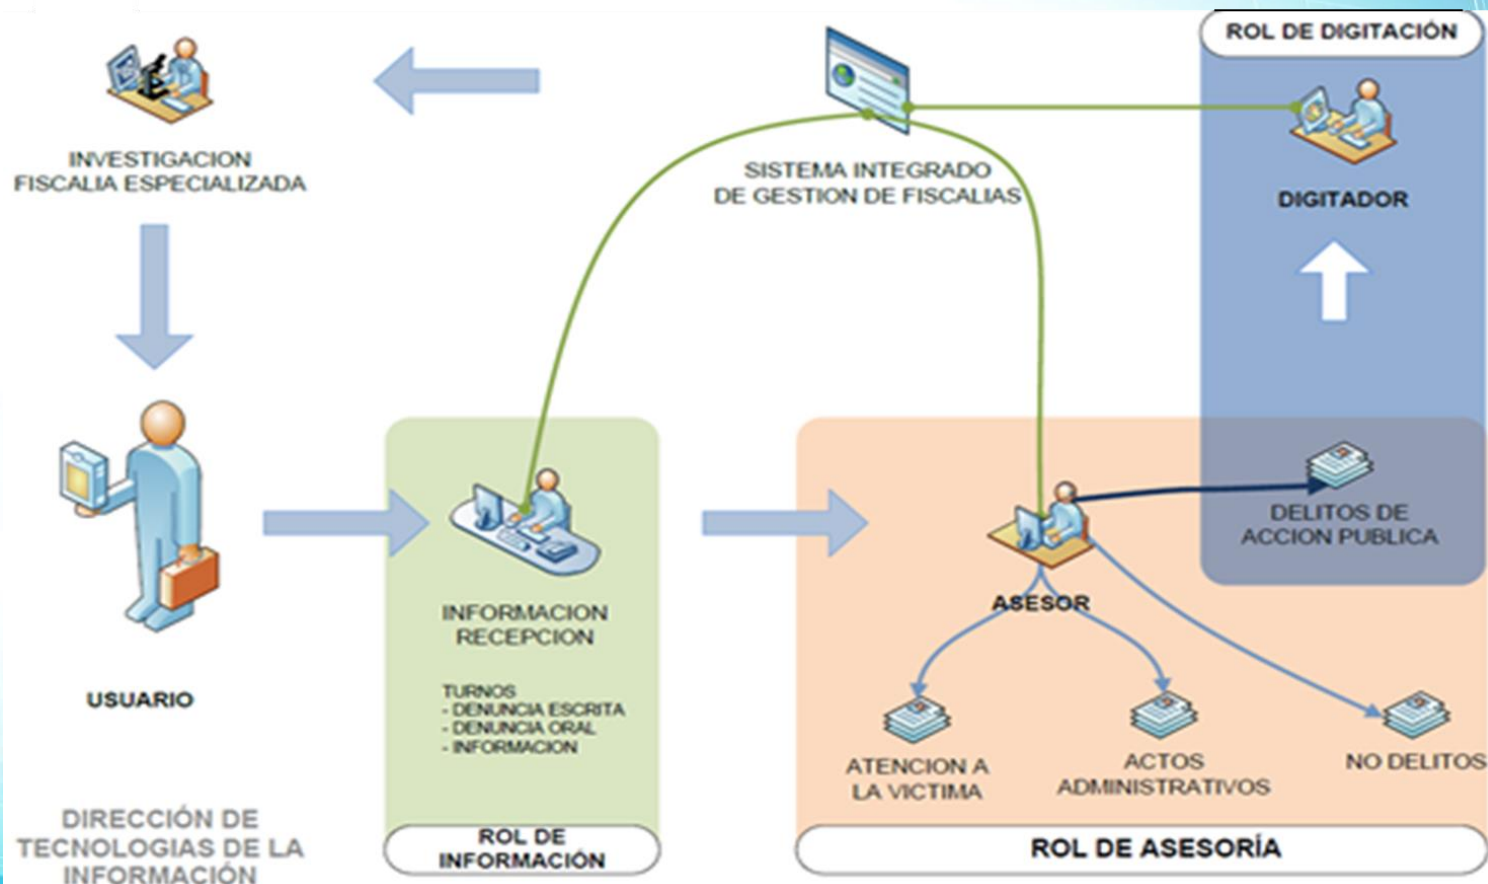 ROL DE DIGITACIÓN
INVESTIGACION
FISCALIA ESPECIALIZADA
SISTEMA INTEGRADO
DE GESTION DE FISCALIAS
DIGITADOR
USUARIO
INFORMACION
RECEPCION
TURNOS
- DENUNCIA ESCRITA
- DENUNCIA ORAL
- INFORMACION
ROL DE
INFORMACIÓN
ASESOR
DELITOS DE
ACCION PUBLICA
ATENCION A
LA VICTIMA
ACTOS
ADMINISTRATIVOS
NO DELITOS
ROL DE ASESORÍA
DIRECCIÓN DE
TECNOLOGIAS DE LA
INFORMACIÓN